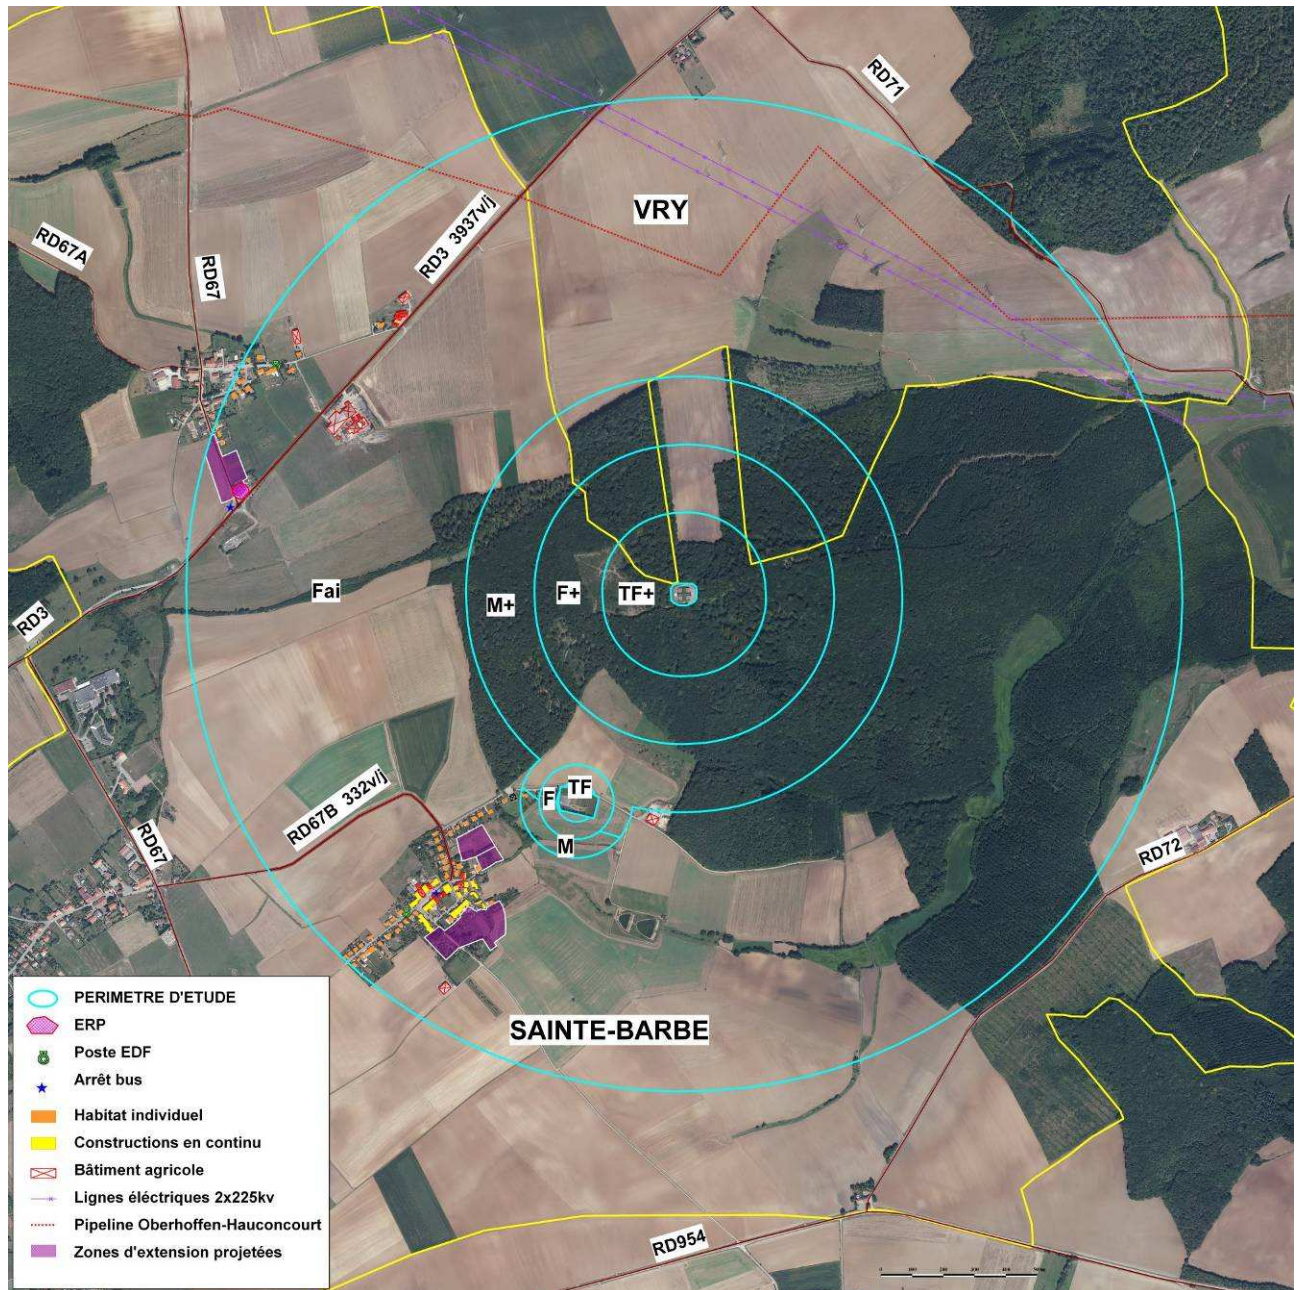 RD71
VRY
RD67A
RD67
RD3 3937v/j
Fai
M+
F+
TF+
RD3
RD67B 332v/j
F
TF
M
RD67
RD72
SAINTE-BARBE
RD954
PERIMETRE D'ETUDE
ERP
Poste EDF
Arrêt bus
Habitat individuel
Constructions en continu
Bâtiment agricole
Lignes éléctriques 2x225kv
Pipeline Oberhoffen-Hauconcourt
Zones d'extension projetées